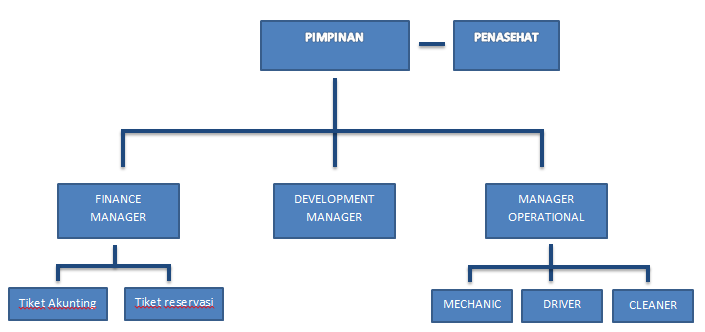 PIMPINAN
PENASEHAT
FINANCE
MANAGER
DEVELOPMENT
MANAGER
MANAGER
OPERATIONAL
Tiket Akunting
Tiket reservasi
MECHANIC
DRIVER
CLEANER